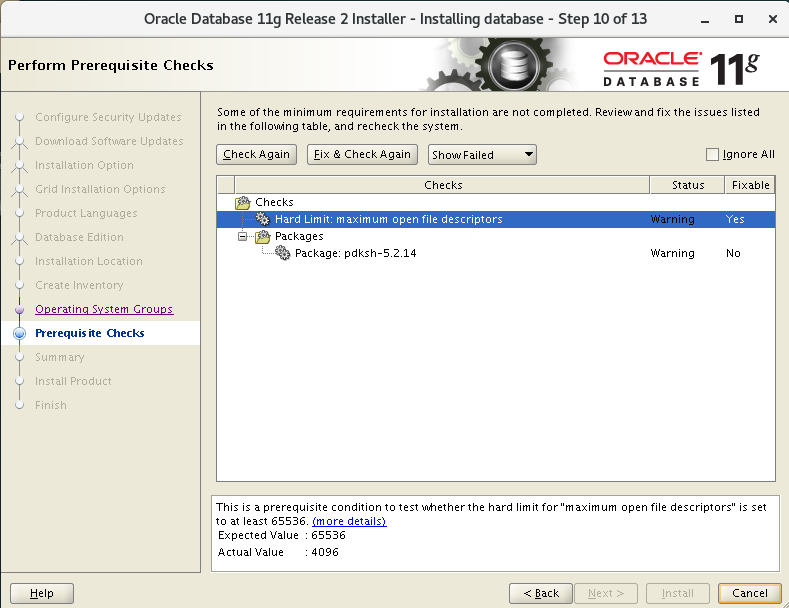 Oracle Database 11g Release 2 Installer - Installing database - Step 10 of 13
Perform Prerequisite Checks
ORACLE
DATABASE
11g
Configure Security Updates
Download Software Updates
Installation Option
Grid Installation Options
Product Languages
Database Edition
Installation Location
Create Inventory
Operating System Groups
Prerequisite Checks
Summary
Install Product
Finish
Some of the minimum requirements for installation are not completed. Review and fix the issues listed
in the following table, and recheck the system.
Check Again Fix & Check Again Show Failed Ignore All
Checks Status Fixable
Checks
Hard Limit: maximum open file descriptors Warning Yes
Packages
Package: pdksh-5.2.14 Warning No
This is a prerequisite condition to test whether the hard limit for "maximum open file descriptors" is set
to at least 65536. (more details)
Expected Value : 65536
Actual Value : 4096
Help < Back Next > Install Cancel